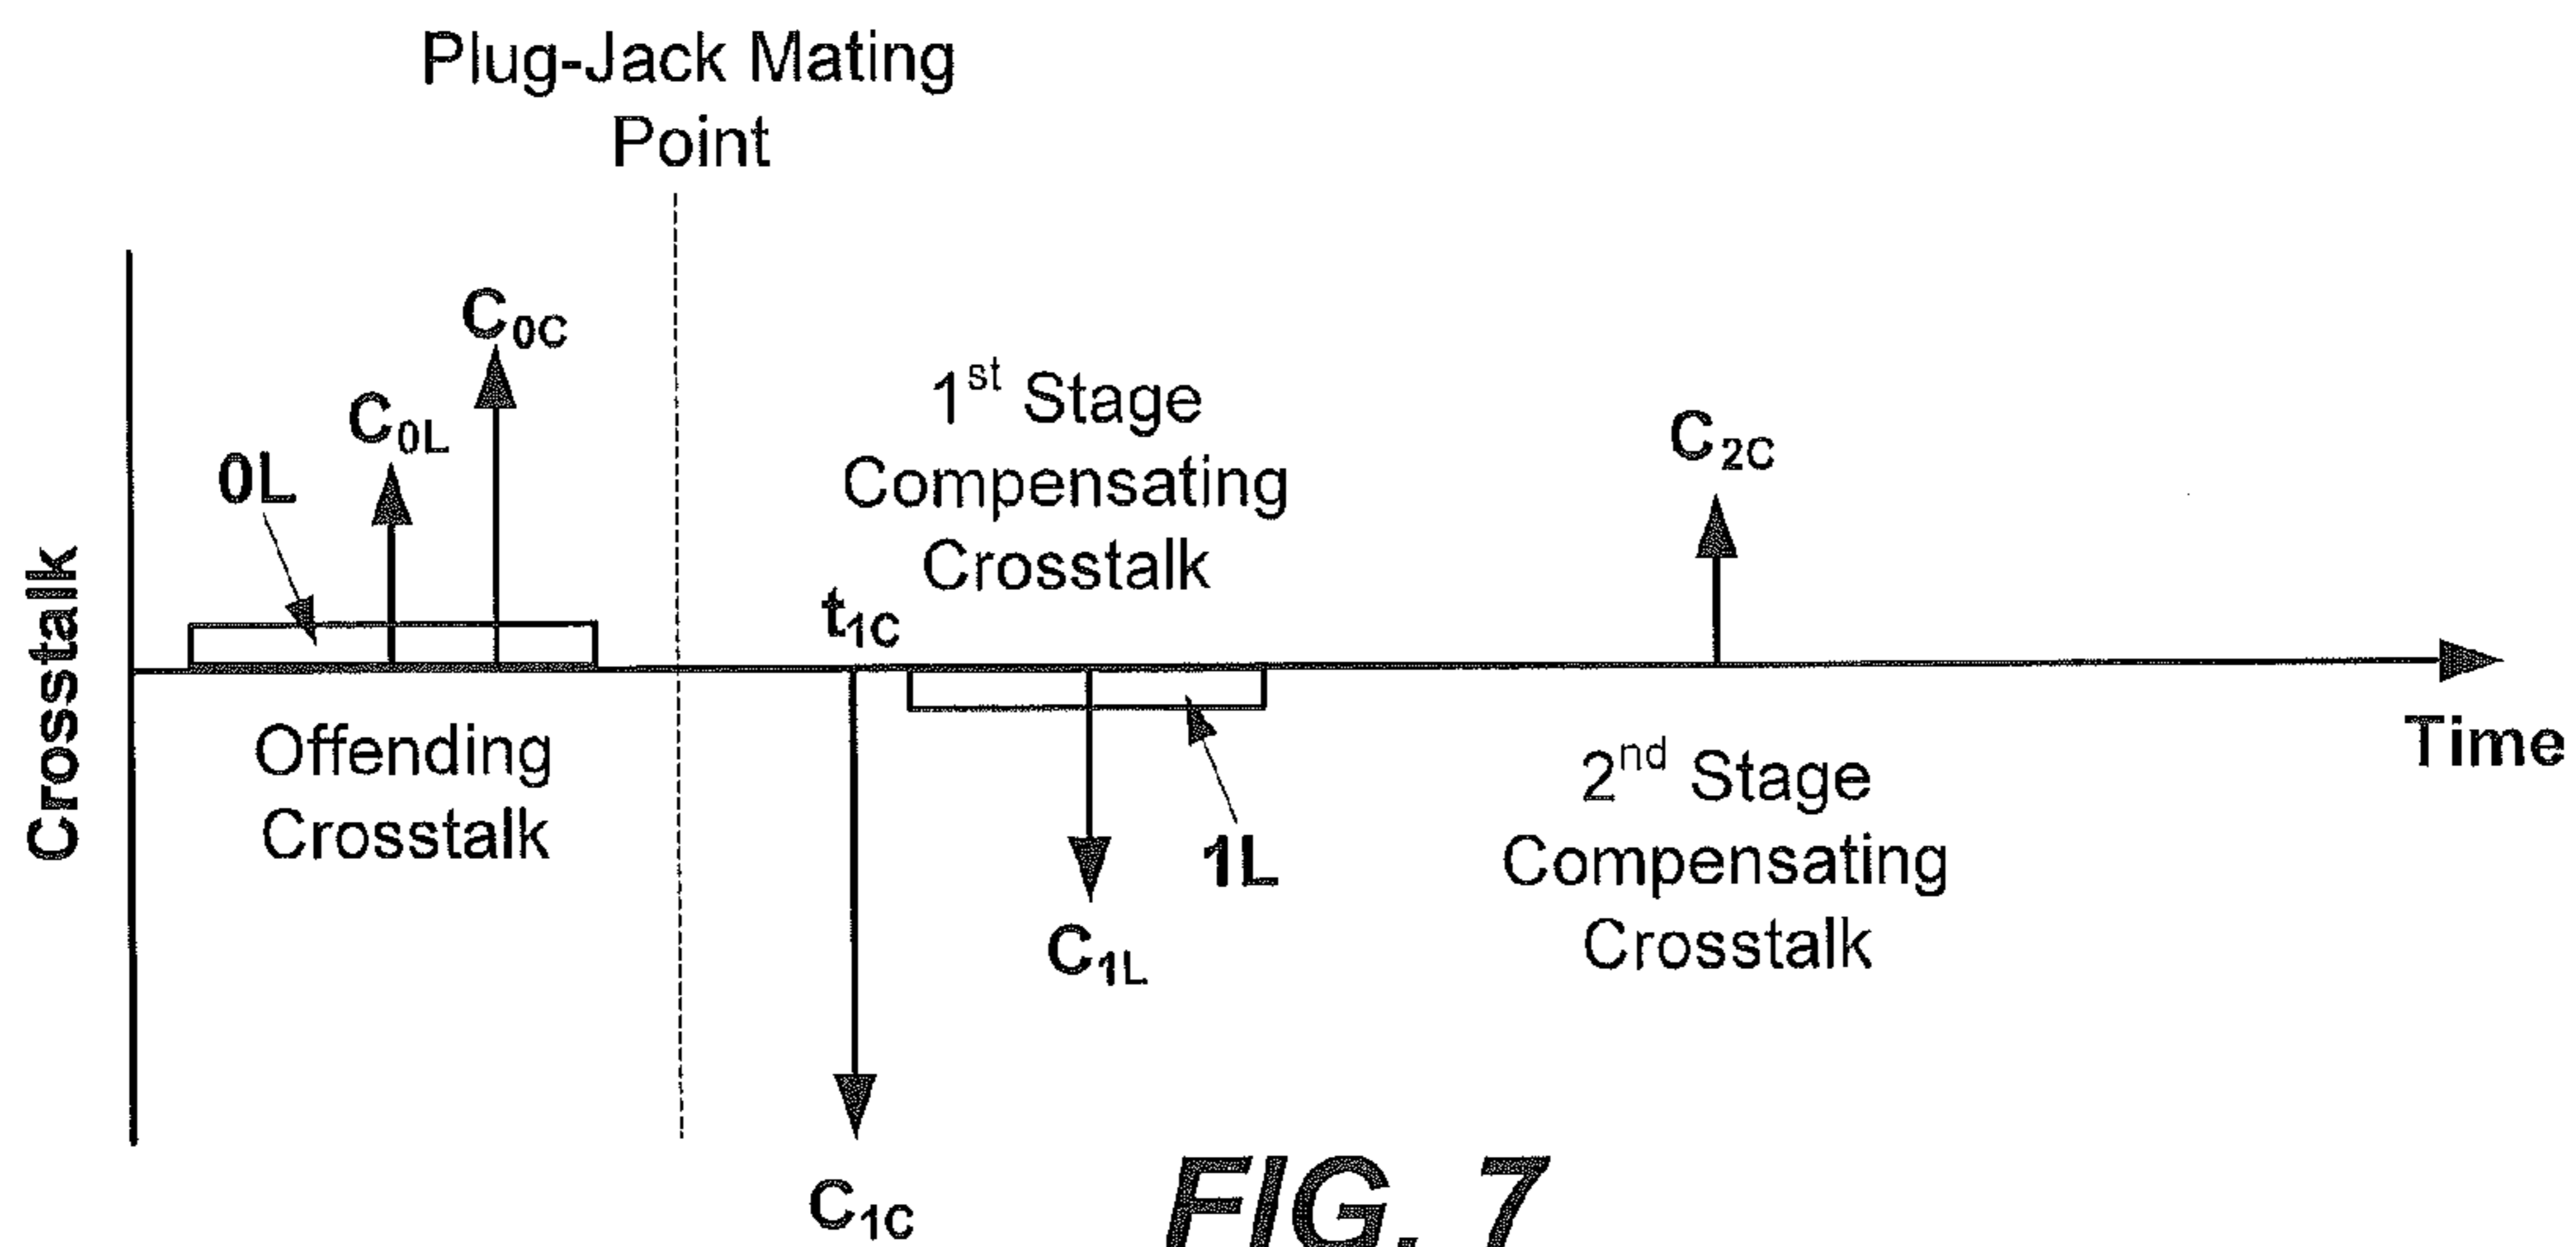 Plug-Jack Mating
Point
C0C
C0L
0L
1st Stage
Compensating
Crosstalk
t1C
C2C
Crosstalk
Offending
Crosstalk
Time
2nd Stage
Compensating
Crosstalk
1L
C1L
C1C
FIG. 7